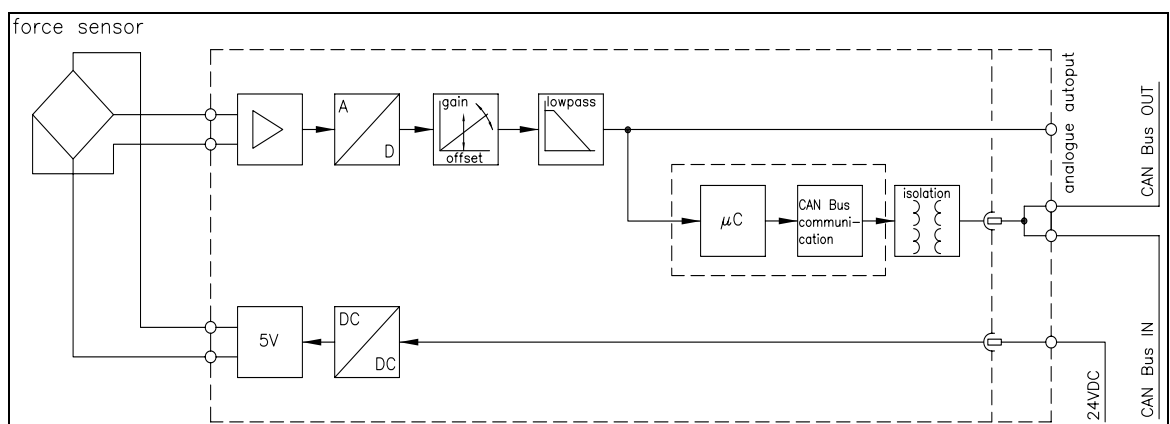 force sensor
A
D
gain
offset
lowpass
analogue autoput
CAN Bus OUT
µC
CAN Bus
communi-
cation
isolation
5V
DC
DC
24VDC
CAN Bus IN